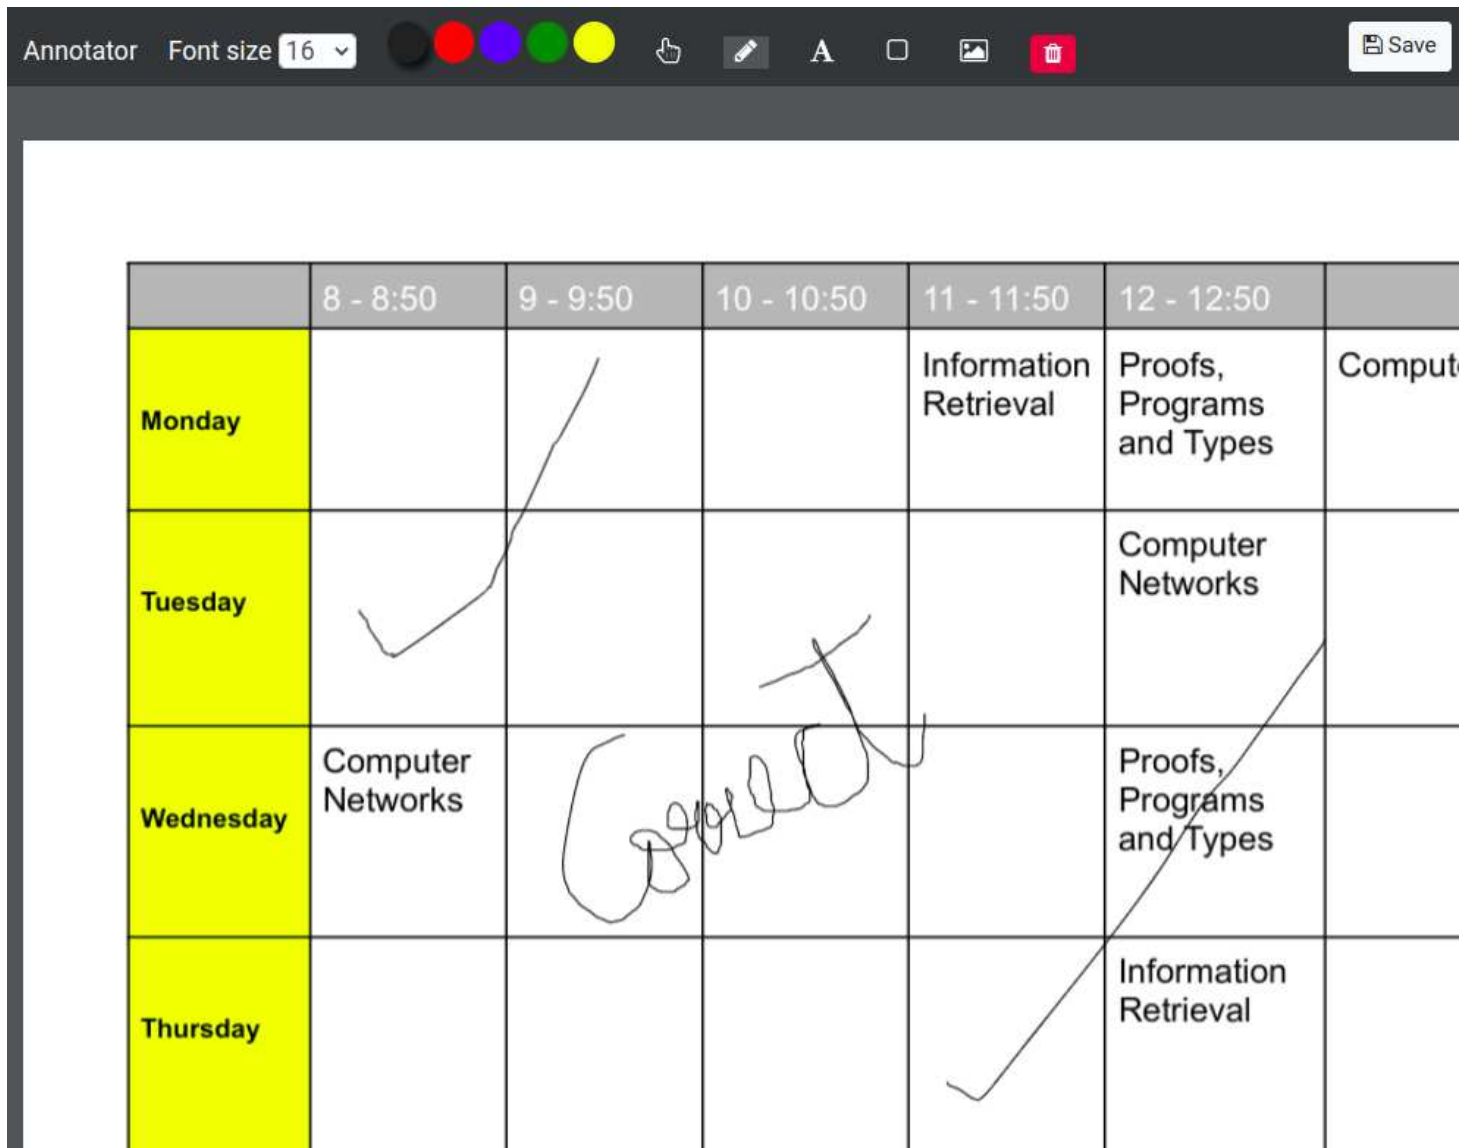 Annotator Font size 16 A Save
8 - 8:50 9 - 9:50 10 - 10:50 11 - 11:50 12 - 12:50
Monday
Information
Retrieval
Proofs,
Programs
and Types
Comput
Tuesday
Computer
Networks
Wednesday
Computer
Networks
Correct
Proofs,
Programs
and Types
Thursday
Information
Retrieval